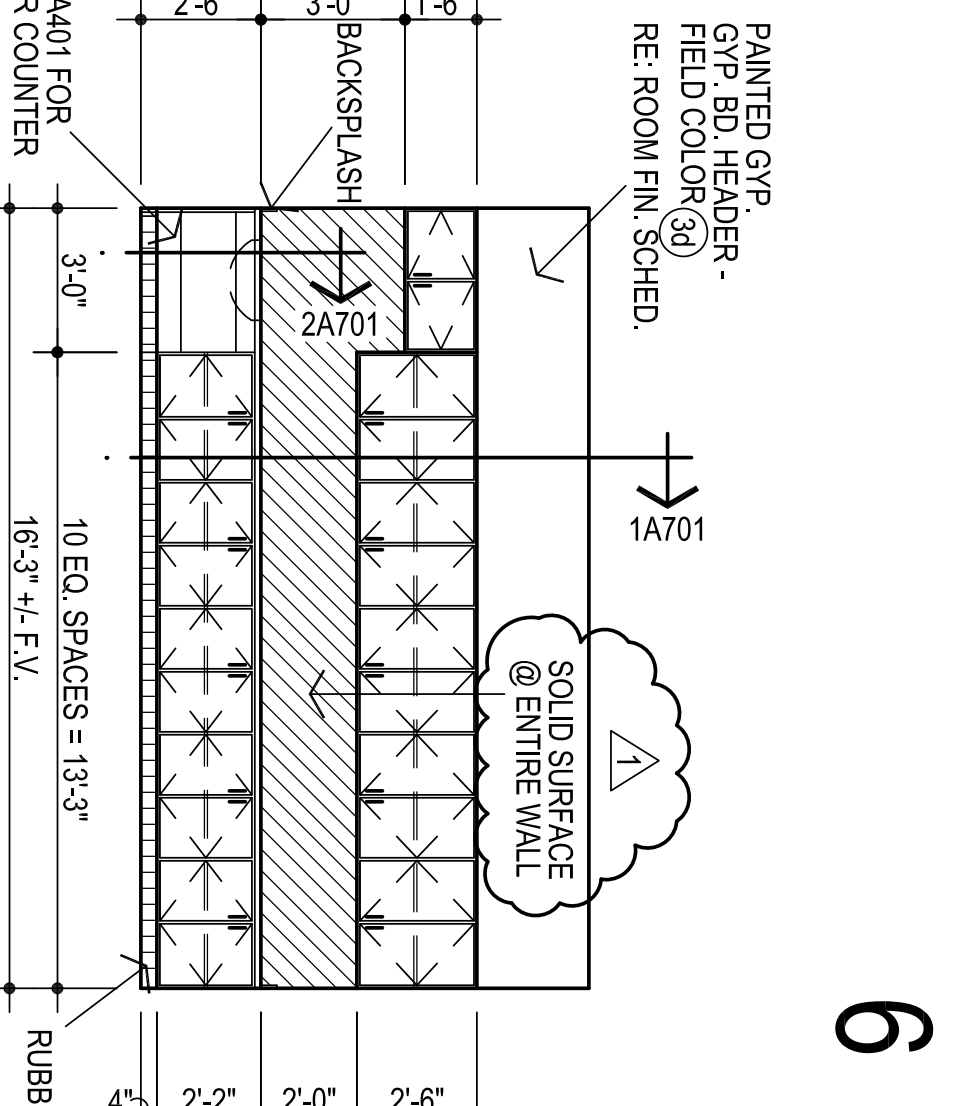 PAINTED GYP.
GYP. BD. HEADER -
FIELD COLOR 3d
RE: ROOM FIN. SCHED.
1A701
1
SOLID SURFACE
@ ENTIRE WALL
6
1'-6
3'-0
2'-6
BACKSPLASH
2A701
2'-6"
2'-0"
2'-2"
4"
A401 FOR
R COUNTER
3'-0"
10 EQ. SPACES = 13'-3"
16'-3" +/- F.V.
RUBB